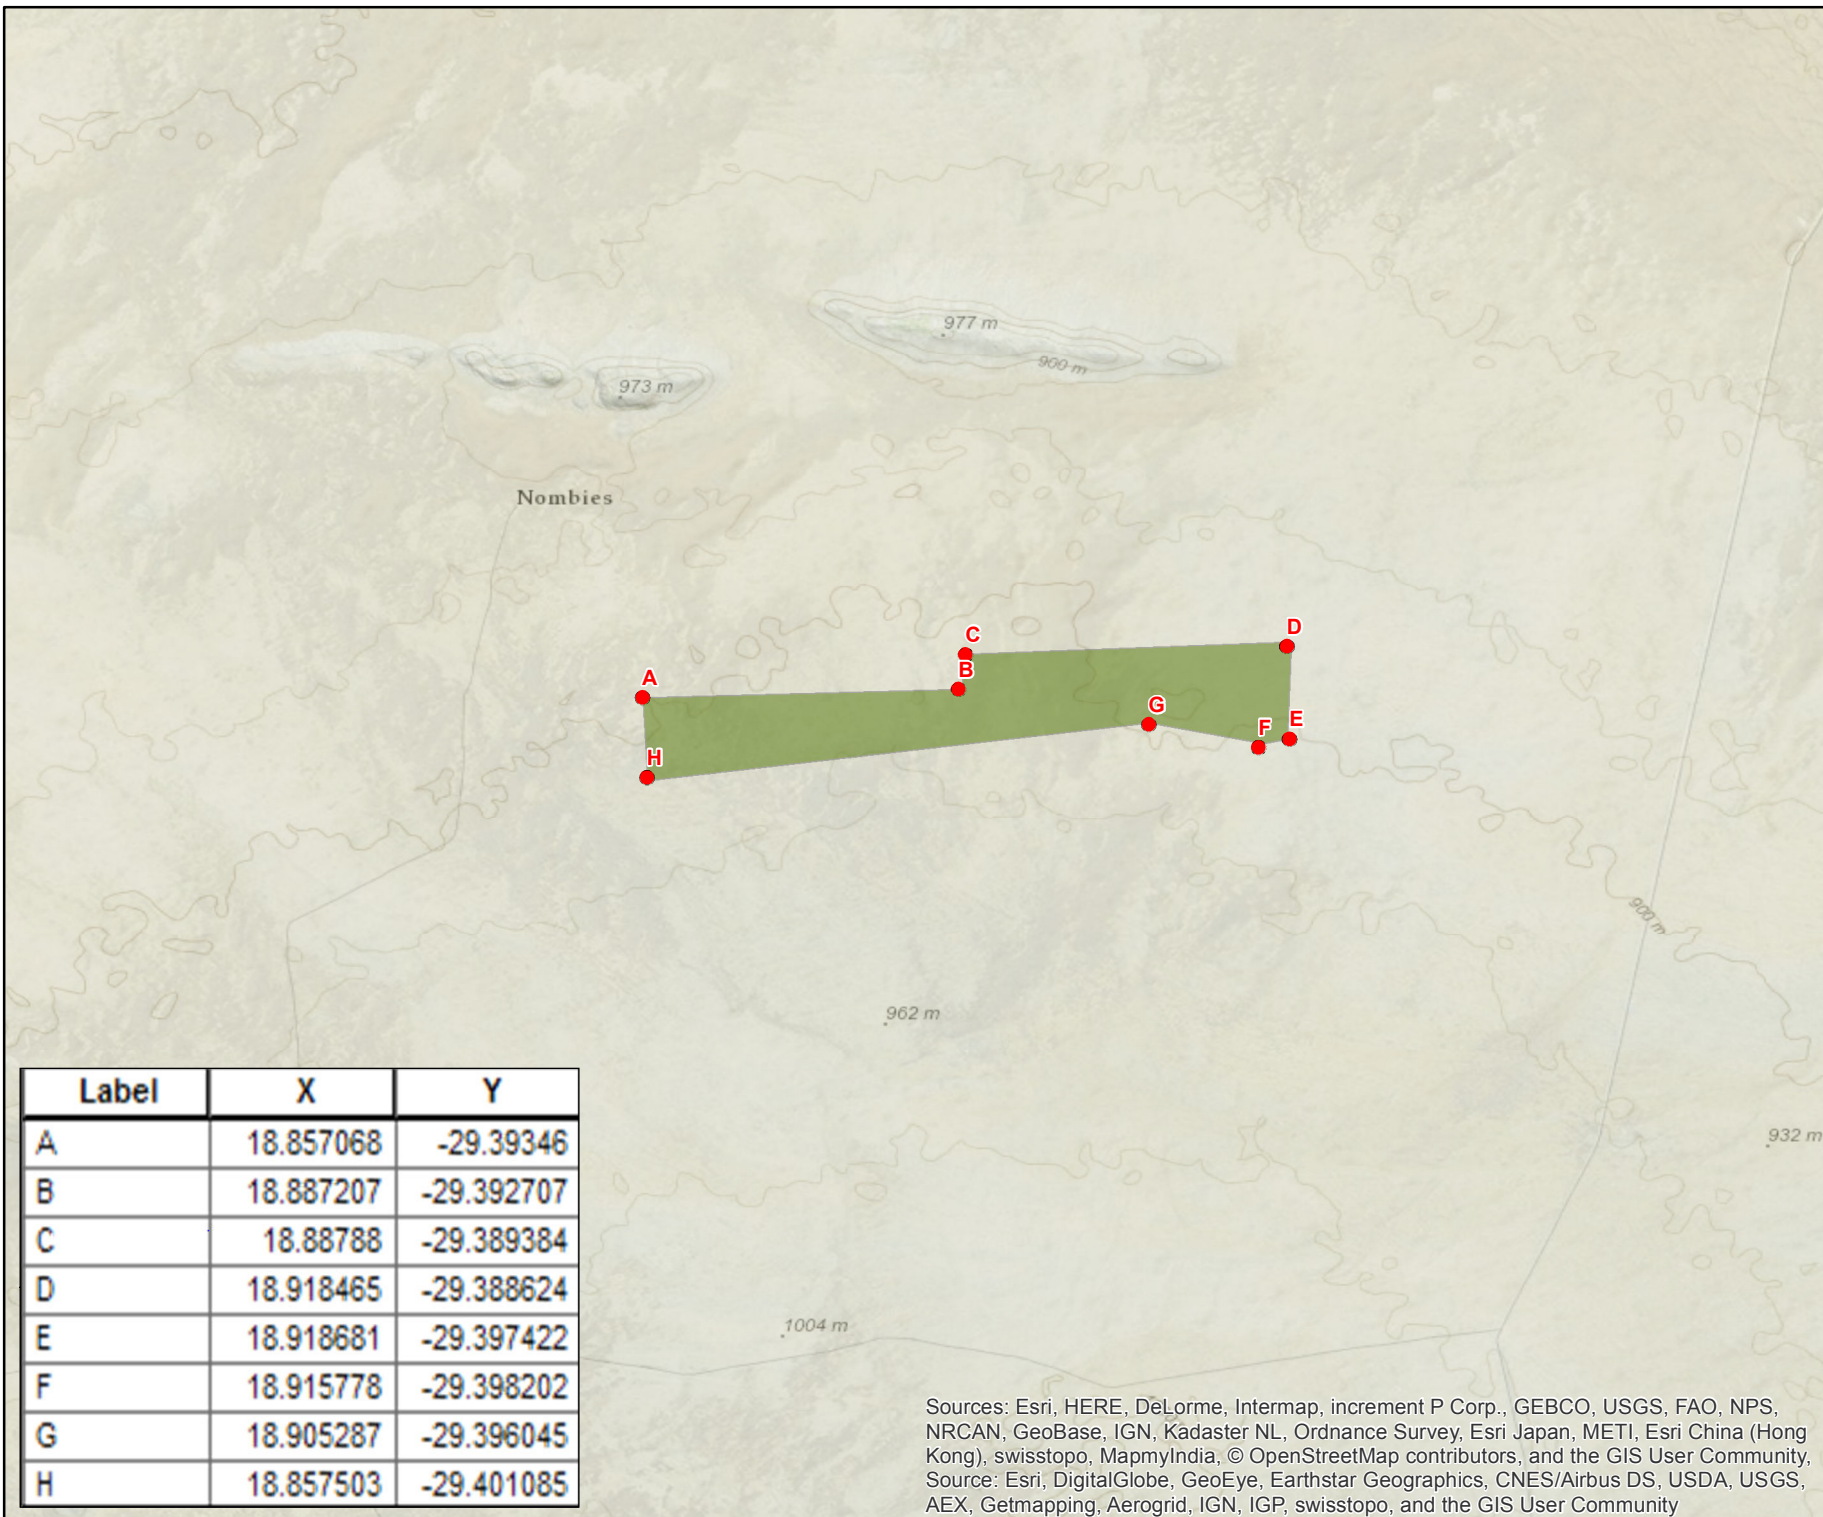 977 m
900 m
973 m
Nombies
C
D
B
A
G
E
F
H
900 m
962 m
932 m
1004 m
Label X Y
A 18.857068 -29.39346
B 18.887207 -29.392707
C 18.88788 -29.389384
D 18.918465 -29.388624
E 18.918681 -29.397422
F 18.915778 -29.398202
G 18.905287 -29.396045
H 18.857503 -29.401085
Sources: Esri, HERE, DeLorme, Intermap, increment P Corp., GEBCO, USGS, FAO, NPS,
NRCAN, GeoBase, IGN, Kadaster NL, Ordnance Survey, Esri Japan, METI, Esri China (Hong
Kong), swisstopo, MapmyIndia, © OpenStreetMap contributors, and the GIS User Community,
Source: Esri, DigitalGlobe, GeoEye, Earthstar Geographics, CNES/Airbus DS, USDA, USGS,
AEX, Getmapping, Aerogrid, IGN, IGP, swisstopo, and the GIS User Community